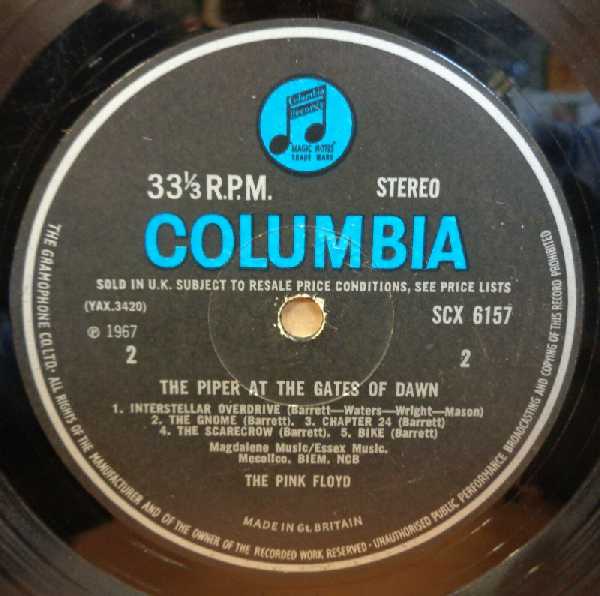 Columbia
Records
MAGIC NOTES
TRADE MARK
33⅓ R.P.M. STEREO
COLUMBIA
SOLD IN U.K. SUBJECT TO RESALE PRICE CONDITIONS, SEE PRICE LISTS
(YAX.3420) SCX 6157
℗ 1967
2 2
THE PIPER AT THE GATES OF DAWN
1. INTERSTELLAR OVERDRIVE (Barrett—Waters—Wright—Mason)
2. THE GNOME (Barrett). 3. CHAPTER 24 (Barrett)
4. THE SCARECROW (Barrett). 5. BIKE (Barrett)
Magdalene Music/Essex Music.
Mecolico, BIEM, NCB
THE PINK FLOYD
MADE IN GT. BRITAIN
THE GRAMOPHONE CO. LTD · ALL RIGHTS OF THE MANUFACTURER AND OF THE OWNER OF THE RECORDED WORK RESERVED · UNAUTHORISED PUBLIC PERFORMANCE BROADCASTING AND COPYING OF THIS RECORD PROHIBITED